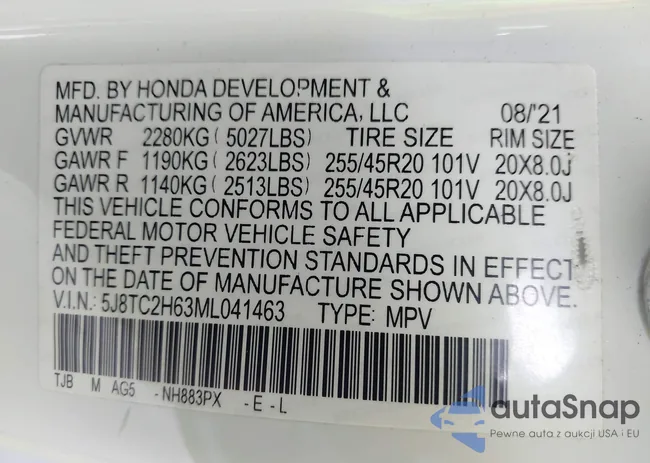 MFD. BY HONDA DEVELOPMENT &
MANUFACTURING OF AMERICA, LLC 08/'21
GVWR 2280KG ( 5027LBS) TIRE SIZE RIM SIZE
GAWR F 1190KG ( 2623LBS) 255/45R20 101V 20X8.0J
GAWR R 1140KG ( 2513LBS) 255/45R20 101V 20X8.0J
THIS VEHICLE CONFORMS TO ALL APPLICABLE
FEDERAL MOTOR VEHICLE SAFETY
AND THEFT PREVENTION STANDARDS IN EFFECT
ON THE DATE OF MANUFACTURE SHOWN ABOVE.
V.I.N.: 5J8TC2H63ML041463 TYPE: MPV
TJB M AG5 -NH883PX -E-L
autaSnap
Pewne auta z aukcji USA i EU